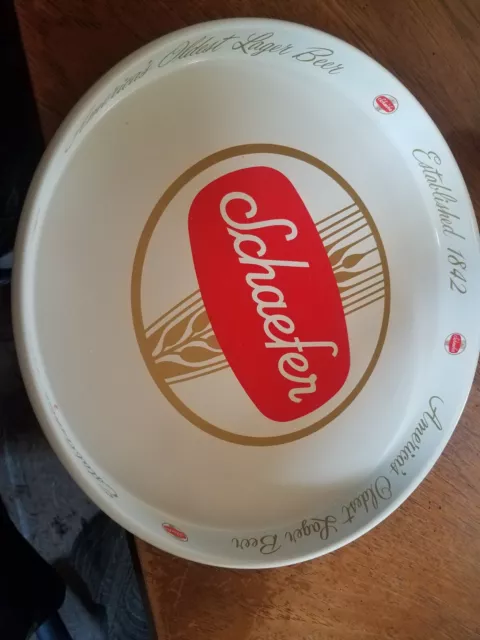 America's Oldest Lager Beer
Established 1842
America's Oldest Lager Beer
Schaefer